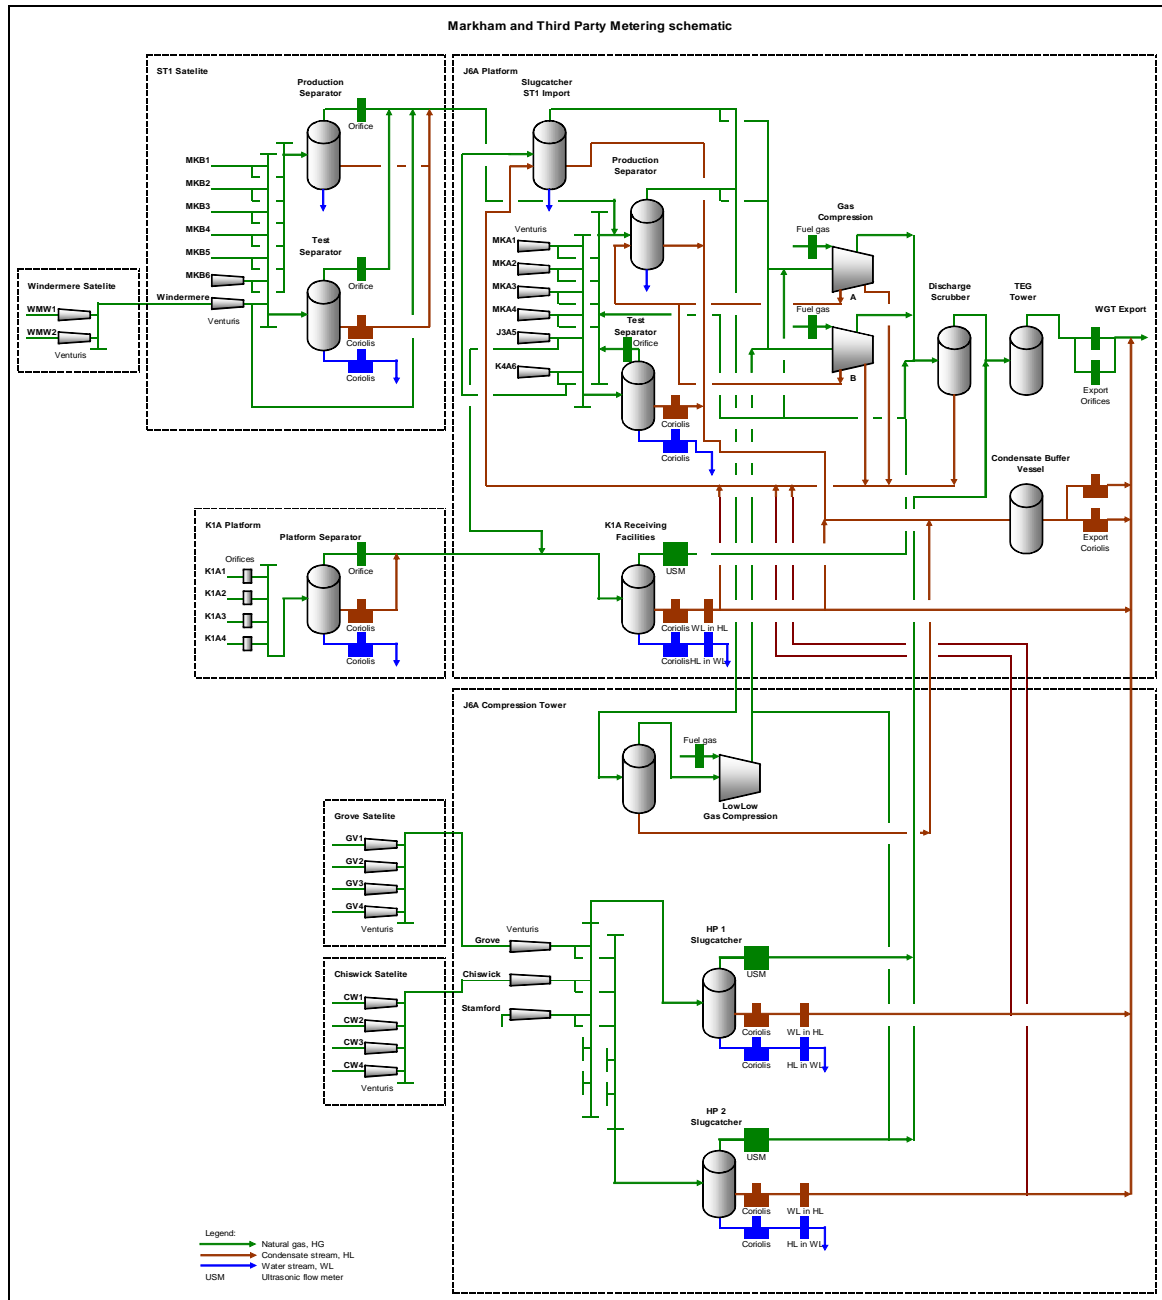 Markham and Third Party Metering schematic
ST1 Satelite
Production
Separator
Orifice
MKB1
MKB2
MKB3
MKB4
MKB5
MKB6
Windermere
Venturis
Test
Separator
Orifice
Coriolis
Coriolis
Windermere Satellite
WMW1
WMW2
Venturis
J6A Platform
Slugcatcher
ST1 Import
Production
Separator
Venturis
MKA1
MKA2
MKA3
MKA4
J3A5
K4A6
Test
Separator
Orifice
Coriolis
Coriolis
Gas
Compression
Fuel gas
A
Fuel gas
B
Discharge
Scrubber
TEG
Tower
WGT Export
Export
Orifices
Condensate Buffer
Vessel
Export
Coriolis
K1A Platform
Platform Separator
Orifices
K1A1
K1A2
K1A3
K1A4
Orifice
Coriolis
Coriolis
K1A Receiving
Facilities
USM
Coriolis WL in HL
Coriolis HL in WL
J6A Compression Tower
Fuel gas
LowLow
Gas Compression
Grove Satelite
GV1
GV2
GV3
GV4
Venturis
Chiswick Satelite
CW1
CW2
CW3
CW4
Venturis
Venturis
Grove
Chiswick
Stamford
HP 1
Slugcatcher
USM
Coriolis WL in HL
Coriolis HL in WL
HP 2
Slugcatcher
USM
Coriolis WL in HL
Coriolis HL in WL
Legend:
Natural gas, HG
Condensate stream, HL
Water stream, WL
USM Ultrasonic flow meter